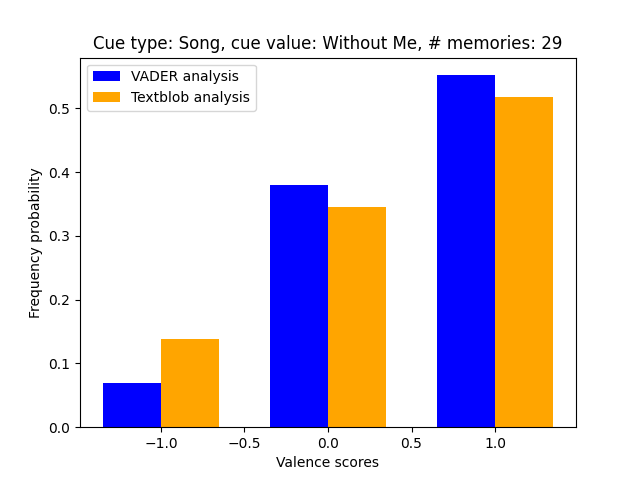 Cue type: Song, cue value: Without Me, # memories: 29
VADER analysis
Textblob analysis
Frequency probability
0.5
0.4
0.3
0.2
0.1
0.0
−1.0 −0.5 0.0 0.5 1.0
Valence scores